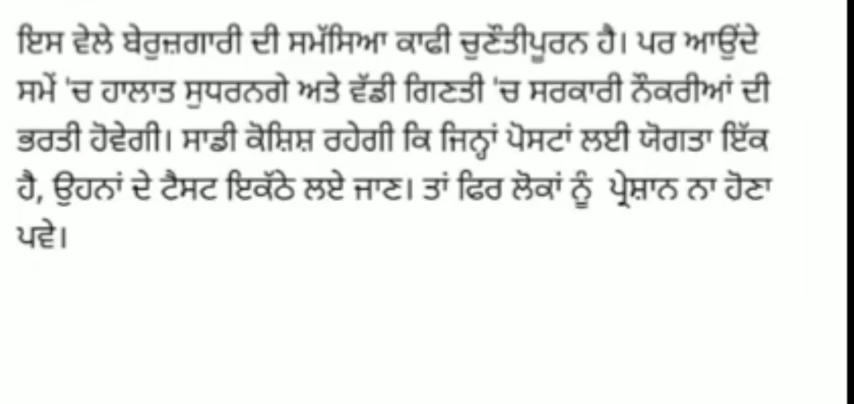 ਇਸ ਵੇਲੇ ਬੇਰੁਜ਼ਗਾਰੀ ਦੀ ਸਮੱਸਿਆ ਕਾਫੀ ਚੁਣੌਤੀਪੂਰਨ ਹੈ। ਪਰ ਆਉਂਦੇ
ਸਮੇਂ 'ਚ ਹਾਲਾਤ ਸੁਧਰਨਗੇ ਅਤੇ ਵੱਡੀ ਗਿਣਤੀ 'ਚ ਸਰਕਾਰੀ ਨੌਕਰੀਆਂ ਦੀ
ਭਰਤੀ ਹੋਵੇਗੀ। ਸਾਡੀ ਕੋਸ਼ਿਸ਼ ਰਹੇਗੀ ਕਿ ਜਿਨ੍ਹਾਂ ਪੋਸਟਾਂ ਲਈ ਯੋਗਤਾ ਇੱਕ
ਹੈ, ਉਹਨਾਂ ਦੇ ਟੈਸਟ ਇਕੱਠੇ ਲਏ ਜਾਣ। ਤਾਂ ਫਿਰ ਲੋਕਾਂ ਨੂੰ ਪ੍ਰੇਸ਼ਾਨ ਨਾ ਹੋਣਾ
ਪਵੇ।